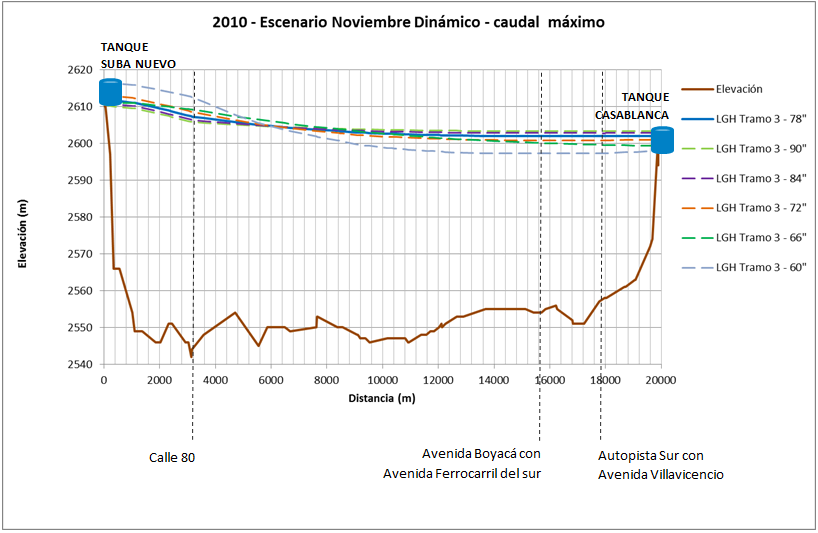 2010 - Escenario Noviembre Dinámico - caudal máximo
TANQUE
SUBA NUEVO
TANQUE
CASABLANCA
Elevación (m)
2620
2610
2600
2590
2580
2570
2560
2550
2540
0
2000
4000
6000
8000
10000
12000
14000
16000
18000
20000
Distancia (m)
Elevación
LGH Tramo 3 - 78"
LGH Tramo 3 - 90"
LGH Tramo 3 - 84"
LGH Tramo 3 - 72"
LGH Tramo 3 - 66"
LGH Tramo 3 - 60"
Calle 80
Avenida Boyacá con
Avenida Ferrocarril del sur
Autopista Sur con
Avenida Villavicencio